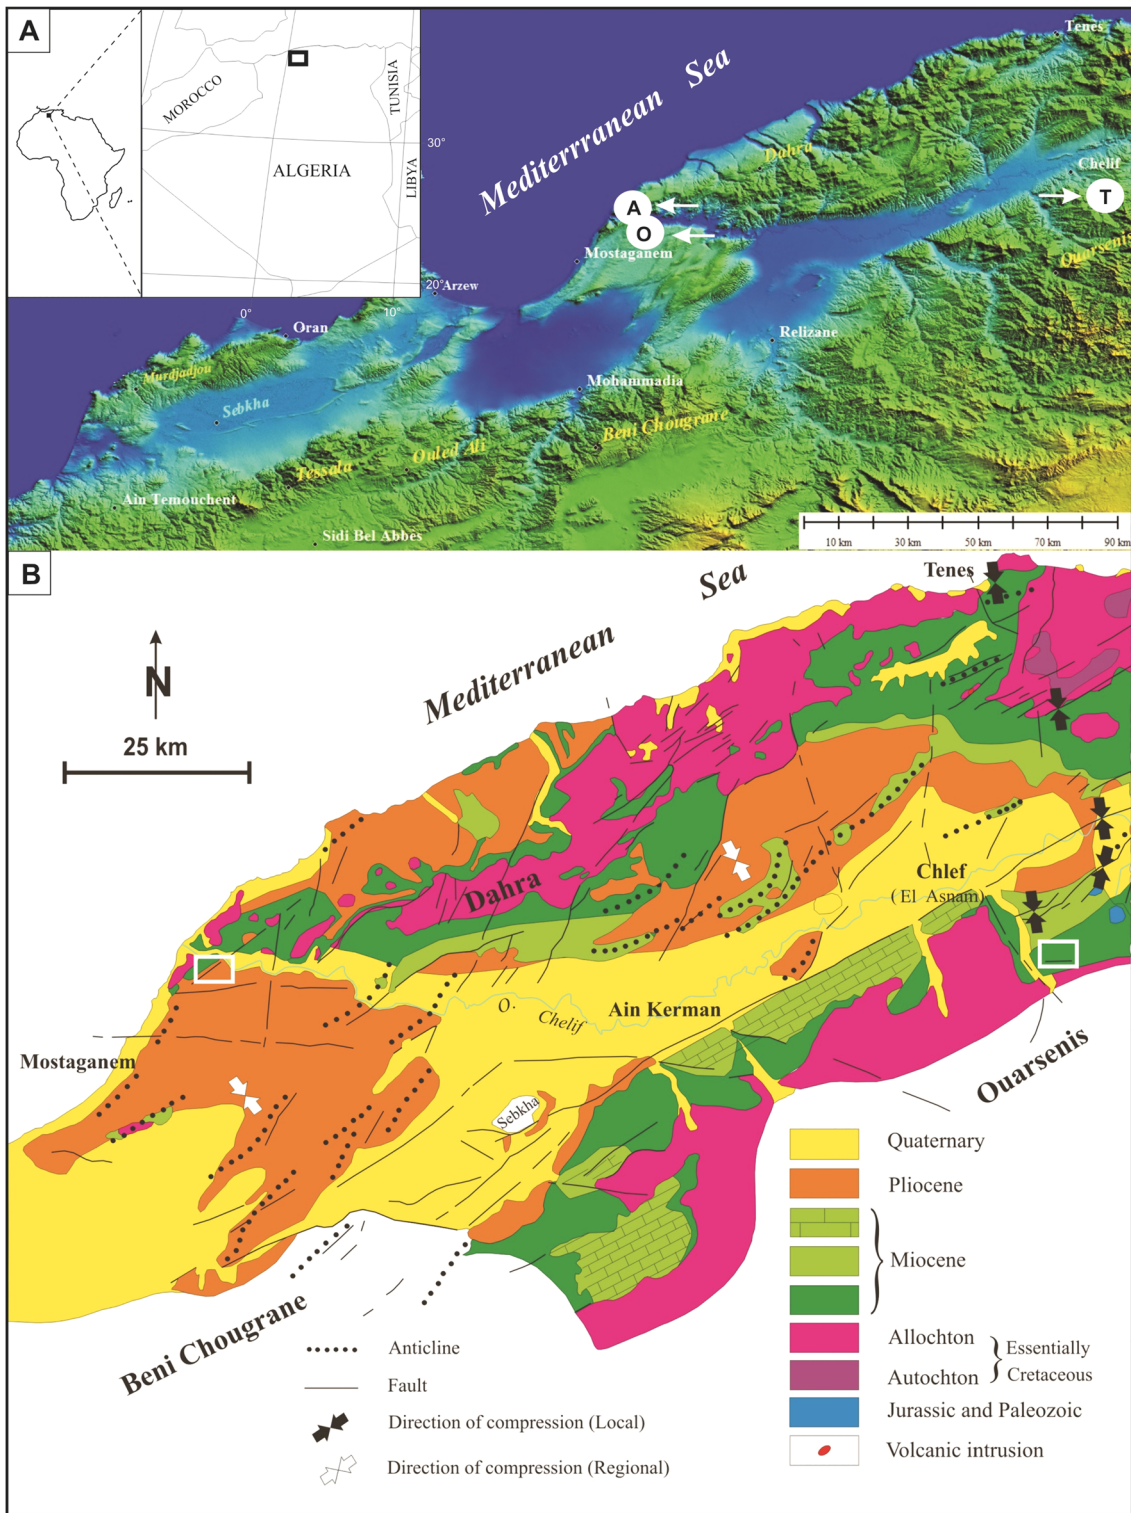 A
MOROCCO
TUNISIA
ALGERIA
LIBYA
30°
20°
0°
10°
Mediterrranean Sea
Tenes
Dahra
Chelif
A
T
O
Mostaganem
Ouarsenis
Arzew
Oran
Relizane
Murdjadjou
Mohammadia
Sebkha
Beni Chougrane
Ouled Ali
Tessala
Ain Temouchent
Sidi Bel Abbes
10 km 30 km 50 km 70 km 90 km
B
Mediterranean Sea
Tenes
N
25 km
Dahra
Chlef
(El Asnam)
O. Chelif
Ain Kerman
Mostaganem
Ouarsenis
Sebkha
Beni Chougrane
Quaternary
Pliocene
Miocene
Allochton
Autochton
Essentially
Cretaceous
Jurassic and Paleozoic
Volcanic intrusion
Anticline
Fault
Direction of compression (Local)
Direction of compression (Regional)